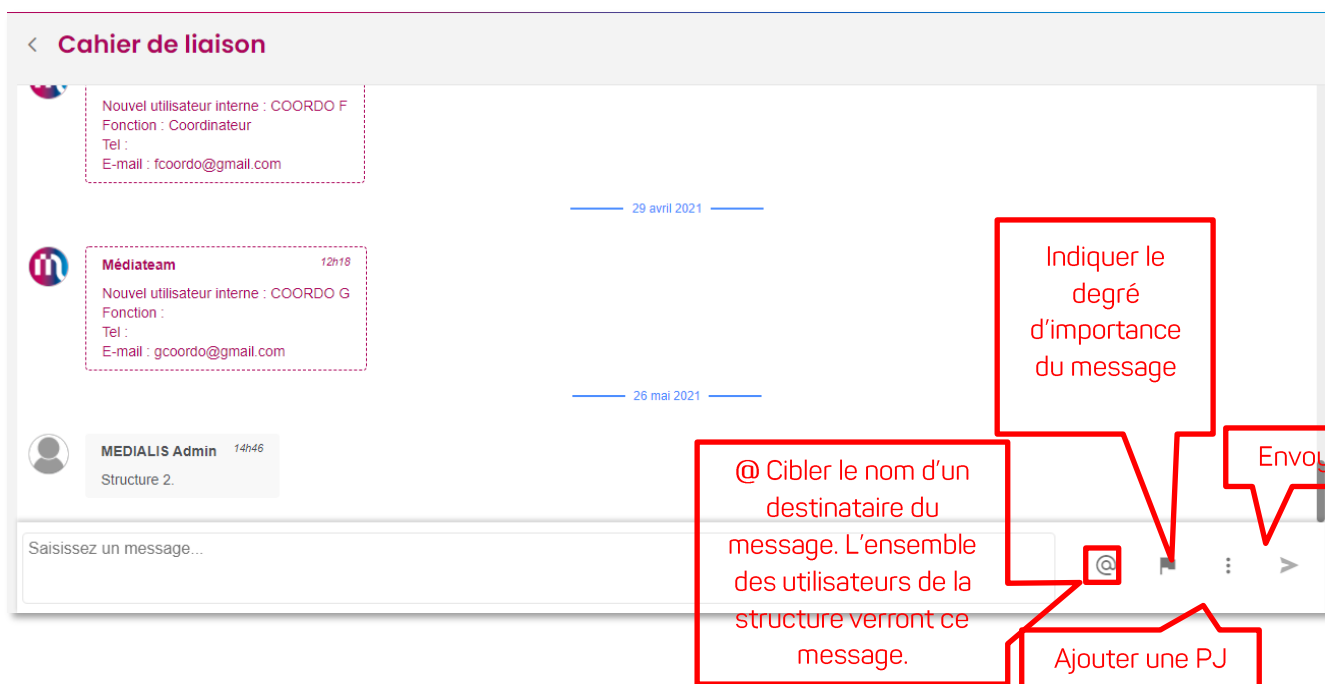 Cahier de liaison
Nouvel utilisateur interne : COORDO F
Fonction : Coordinateur
Tel :
E-mail : fcoordo@gmail.com
29 avril 2021
Médiateam 12h18
Nouvel utilisateur interne : COORDO G
Fonction :
Tel :
E-mail : gcoordo@gmail.com
26 mai 2021
MEDIALIS Admin 14h46
Structure 2.
Saisissez un message...
Indiquer le
degré
d'importance
du message
@ Cibler le nom d'un
destinataire du
message. L'ensemble
des utilisateurs de la
structure verront ce
message.
Envoy
@
Ajouter une PJ